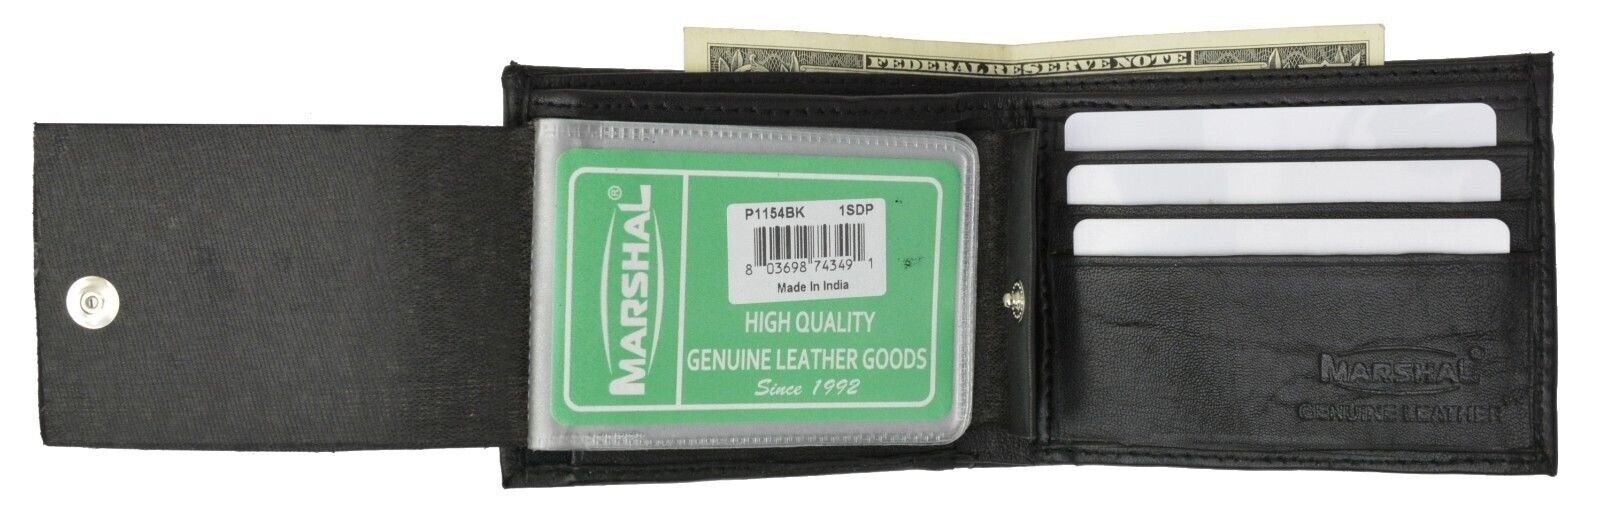 FEDERAL RESERVE NOTE
MARSHAL®
P1154BK 1SDP
8 03698 74349 1
Made In India
HIGH QUALITY
GENUINE LEATHER GOODS
Since 1992
MARSHAL®
GENUINE LEATHER